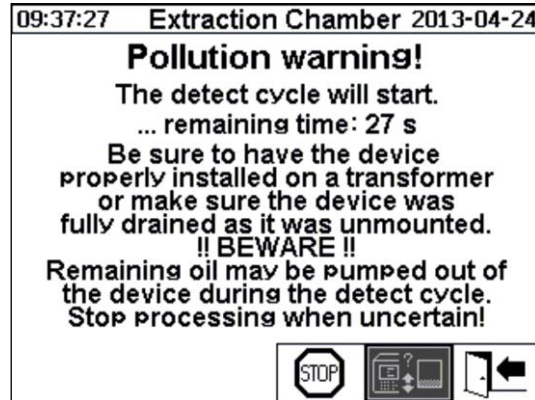 09:37:27 Extraction Chamber 2013-04-24
Pollution warning!
The detect cycle will start.
... remaining time: 27 s
Be sure to have the device
properly installed on a transformer
or make sure the device was
fully drained as it was unmounted.
!! BEWARE !!
Remaining oil may be pumped out of
the device during the detect cycle.
Stop processing when uncertain!
STOP
?